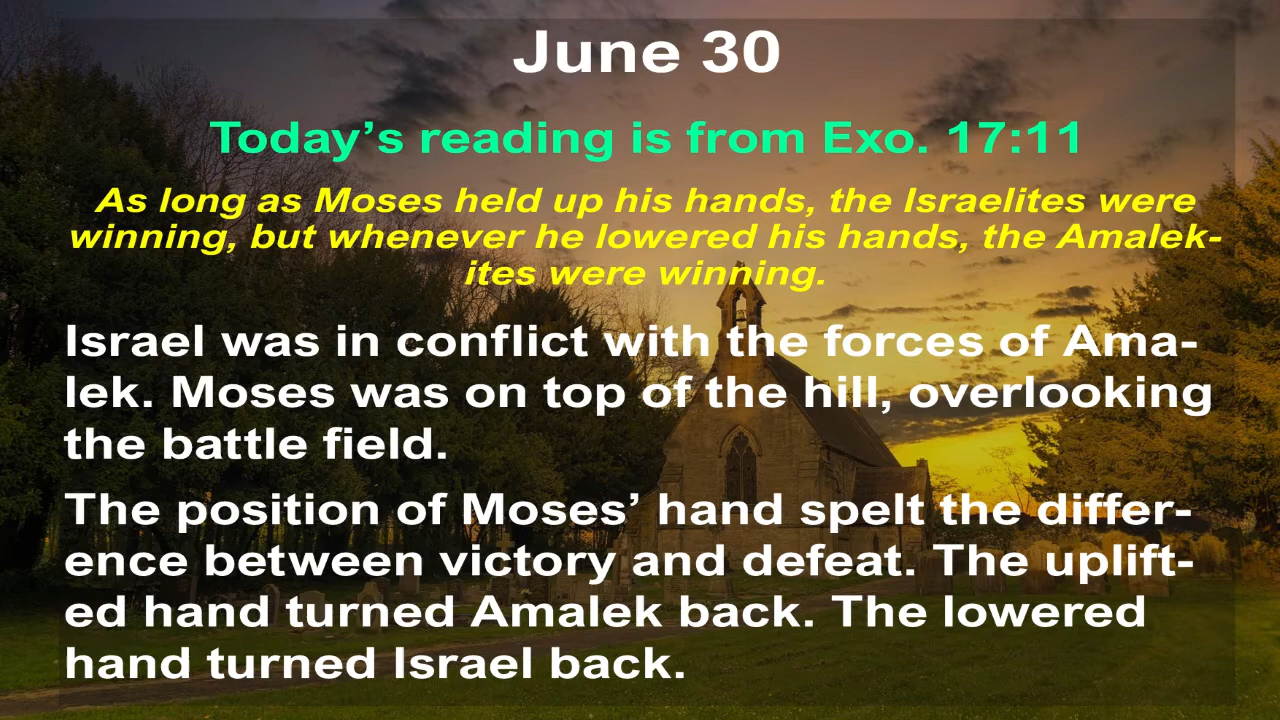 June 30
Today’s reading is from Exo. 17:11
As long as Moses held up his hands, the Israelites were
winning, but whenever he lowered his hands, the Amalek-
ites were winning.
Israel was in conflict with the forces of Ama-
lek. Moses was on top of the hill, overlooking
the battle field.
The position of Moses’ hand spelt the differ-
ence between victory and defeat. The uplift-
ed hand turned Amalek back. The lowered
hand turned Israel back.